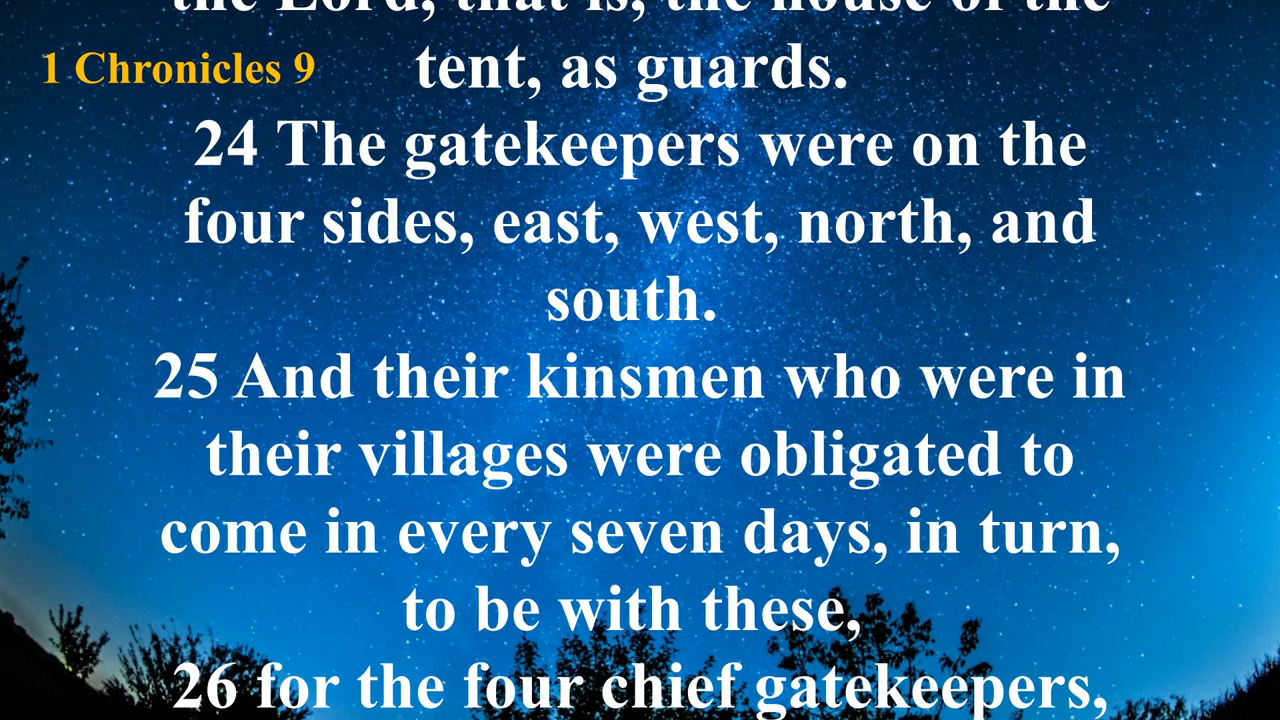 the Lord, that is, the house of the
1 Chronicles 9
tent, as guards.
24 The gatekeepers were on the
four sides, east, west, north, and
south.
25 And their kinsmen who were in
their villages were obligated to
come in every seven days, in turn,
to be with these,
26 for the four chief gatekeepers,